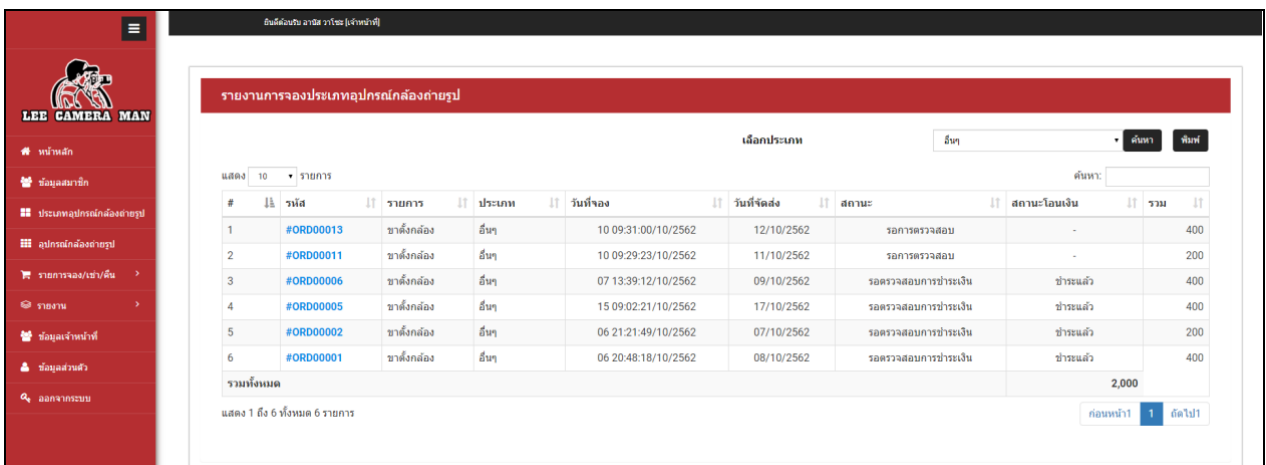 ยินดีต้อนรับ อานัส วาโซะ [เจ้าหน้าที่]
LEE CAMERA MAN
หน้าหลัก
ข้อมูลสมาชิก
ประเภทอุปกรณ์กล้องถ่ายรูป
อุปกรณ์กล้องถ่ายรูป
รายการจอง/เช่า/คืน
รายงาน
ข้อมูลเจ้าหน้าที่
ข้อมูลส่วนตัว
ออกจากระบบ
รายงานการจองประเภทอุปกรณ์กล้องถ่ายรูป
เลือกประเภท อื่นๆ ค้นหา พิมพ์
แสดง 10 รายการ ค้นหา:
# รหัส รายการ ประเภท วันที่จอง วันที่จัดส่ง สถานะ สถานะโอนเงิน รวม
1 #ORD00013 ขาตั้งกล้อง อื่นๆ 10 09:31:00/10/2562 12/10/2562 รอการตรวจสอบ - 400
2 #ORD00011 ขาตั้งกล้อง อื่นๆ 10 09:29:23/10/2562 11/10/2562 รอการตรวจสอบ - 200
3 #ORD00006 ขาตั้งกล้อง อื่นๆ 07 13:39:12/10/2562 09/10/2562 รอตรวจสอบการชำระเงิน ชำระแล้ว 400
4 #ORD00005 ขาตั้งกล้อง อื่นๆ 15 09:02:21/10/2562 17/10/2562 รอตรวจสอบการชำระเงิน ชำระแล้ว 400
5 #ORD00002 ขาตั้งกล้อง อื่นๆ 06 21:21:49/10/2562 07/10/2562 รอตรวจสอบการชำระเงิน ชำระแล้ว 200
6 #ORD00001 ขาตั้งกล้อง อื่นๆ 06 20:48:18/10/2562 08/10/2562 รอตรวจสอบการชำระเงิน ชำระแล้ว 400
รวมทั้งหมด 2,000
แสดง 1 ถึง 6 ทั้งหมด 6 รายการ ก่อนหน้า1 1 ถัดไป1